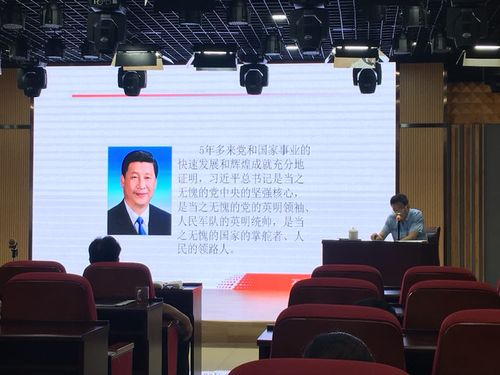 5年多来党和国家事业的
快速发展和辉煌成就充分地
证明，习近平总书记是当之
无愧的党中央的坚强核心，
是当之无愧的党的英明领袖、
人民军队的英明统帅，是当
之无愧的国家的掌舵者、人
民的领路人。